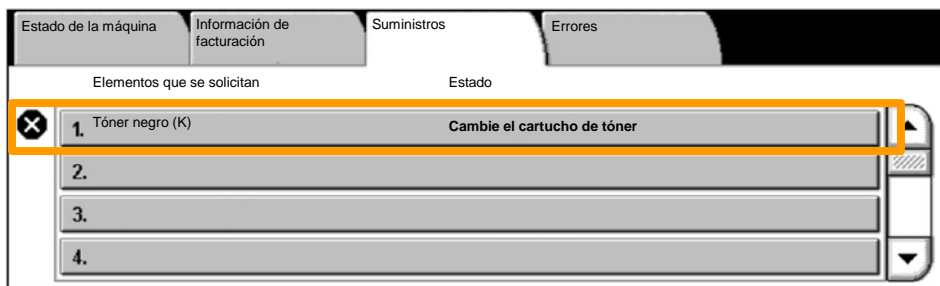 Estado de la máquina
Información de
facturación
Suministros
Errores
Elementos que se solicitan
Estado
1. Tóner negro (K) Cambie el cartucho de tóner
2.
3.
4.